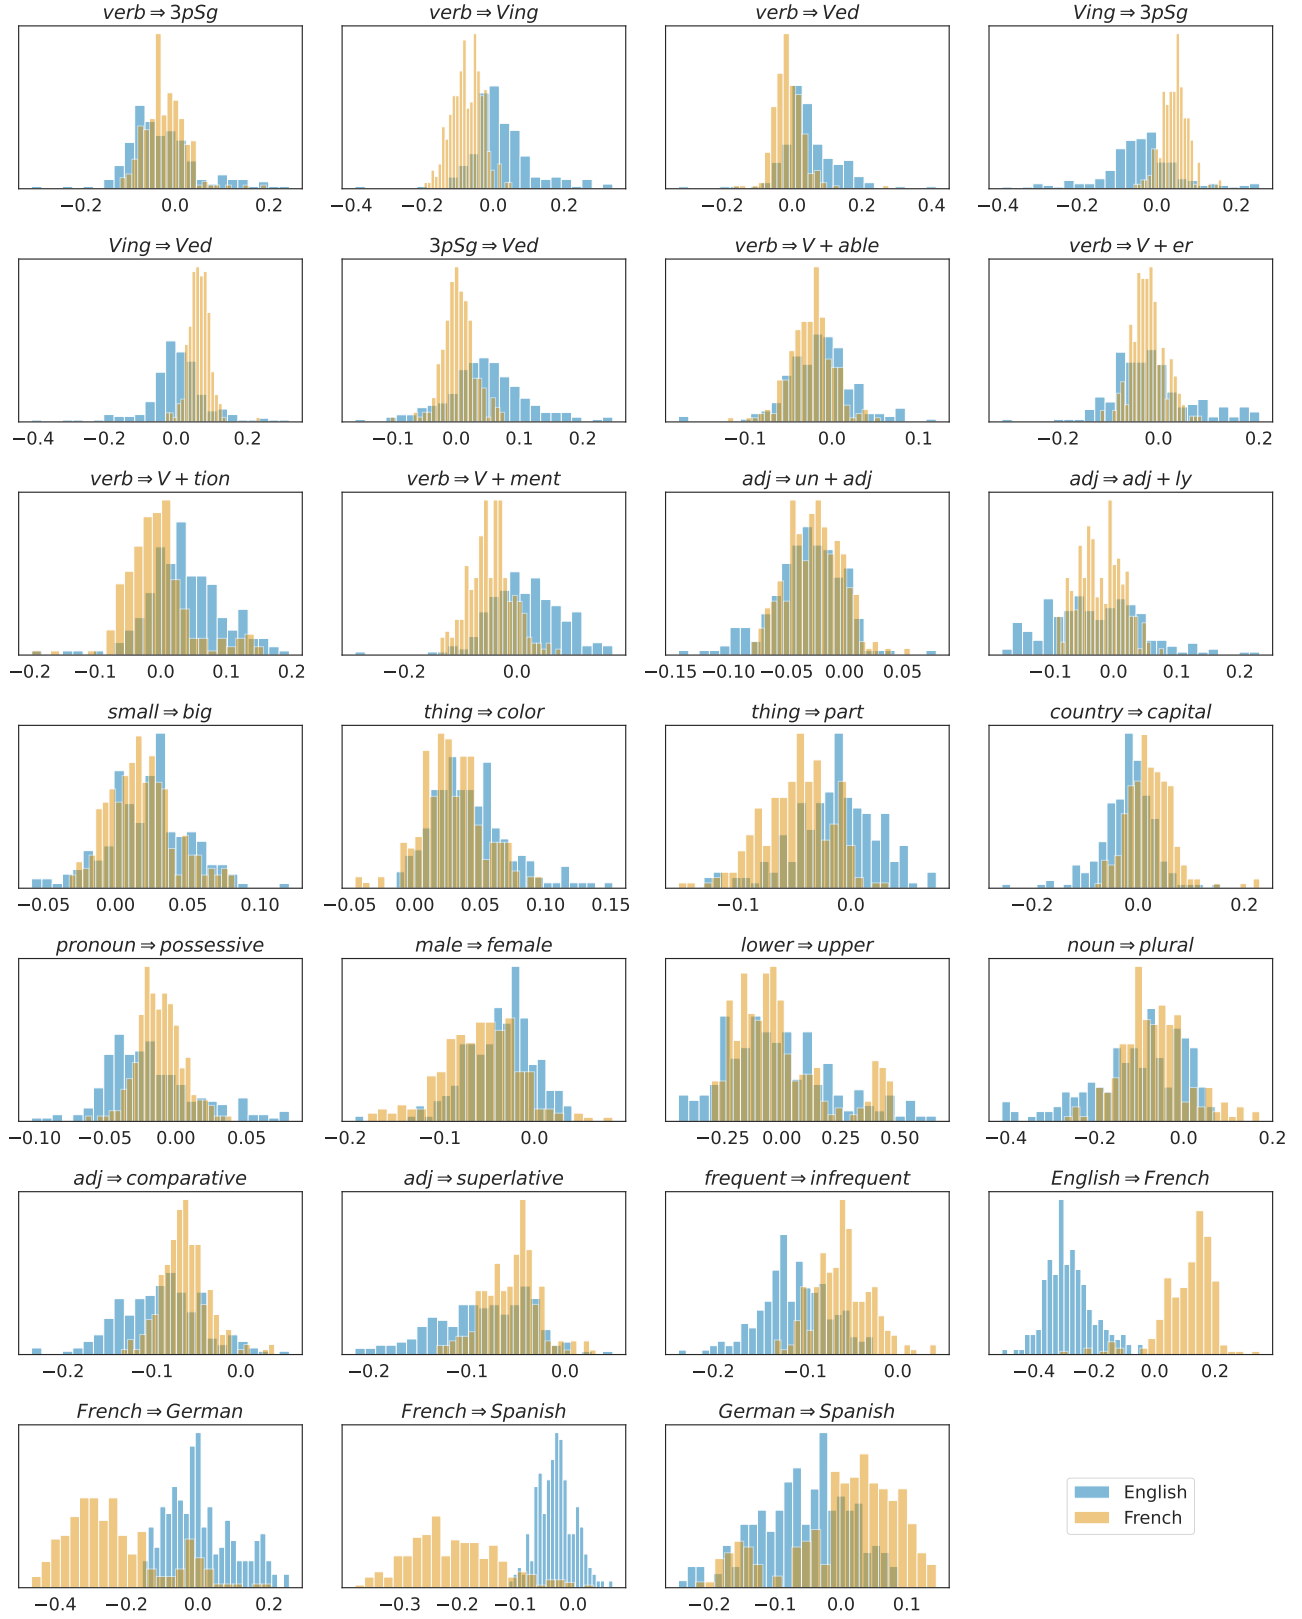 verb ⇒ 3pSg
verb ⇒ Ving
verb ⇒ Ved
Ving ⇒ 3pSg
−0.2 0.0 0.2
−0.4 −0.2 0.0 0.2
−0.2 0.0 0.2 0.4
−0.4 −0.2 0.0 0.2
Ving ⇒ Ved
3pSg ⇒ Ved
verb ⇒ V + able
verb ⇒ V + er
−0.4 −0.2 0.0 0.2
−0.1 0.0 0.1 0.2
−0.1 0.0 0.1
−0.2 0.0 0.2
verb ⇒ V + tion
verb ⇒ V + ment
adj ⇒ un + adj
adj ⇒ adj + ly
−0.2 −0.1 0.0 0.1 0.2
−0.2 0.0
−0.15 −0.10 −0.05 0.00 0.05
−0.1 0.0 0.1 0.2
small ⇒ big
thing ⇒ color
thing ⇒ part
country ⇒ capital
−0.05 0.00 0.05 0.10
−0.05 0.00 0.05 0.10 0.15
−0.1 0.0
−0.2 0.0 0.2
pronoun ⇒ possessive
male ⇒ female
lower ⇒ upper
noun ⇒ plural
−0.10 −0.05 0.00 0.05
−0.2 −0.1 0.0
−0.25 0.00 0.25 0.50
−0.4 −0.2 0.0 0.2
adj ⇒ comparative
adj ⇒ superlative
frequent ⇒ infrequent
English ⇒ French
−0.2 −0.1 0.0
−0.2 −0.1 0.0
−0.2 −0.1 0.0
−0.4 −0.2 0.0 0.2
French ⇒ German
French ⇒ Spanish
German ⇒ Spanish
English
French
−0.4 −0.2 0.0 0.2
−0.3 −0.2 −0.1 0.0
−0.2 −0.1 0.0 0.1